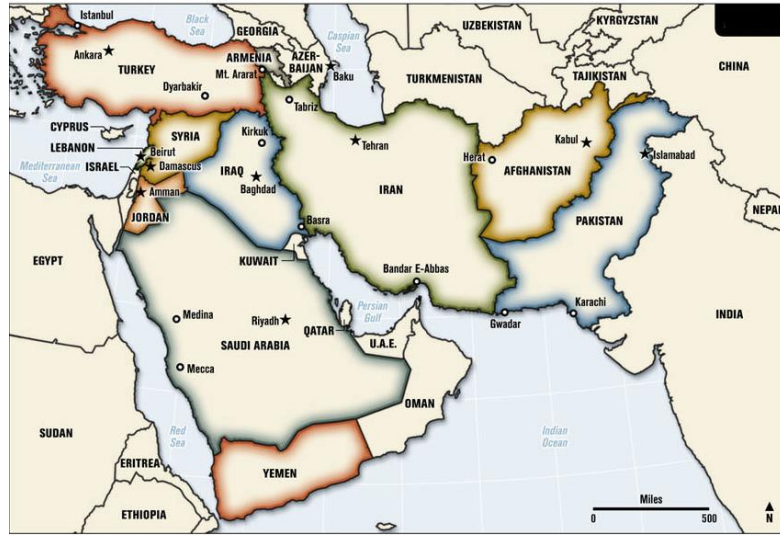 Istanbul
Black
Sea
GEORGIA
Caspian
Sea
UZBEKISTAN
KYRGYZSTAN
Ankara
TURKEY
ARMENIA
Mt. Ararat
AZER-
BAIJAN
Baku
TURKMENISTAN
TAJIKISTAN
CHINA
Dyarbakir
Tabriz
CYPRUS
LEBANON
SYRIA
Kirkuk
Tehran
Herat
Kabul
AFGHANISTAN
Islamabad
Mediterranean
Sea
Beirut
ISRAEL
Damascus
IRAQ
Baghdad
IRAN
Amman
JORDAN
Basra
PAKISTAN
NEPAL
EGYPT
KUWAIT
Bandar E-Abbas
Medina
Riyadh
Persian
Gulf
QATAR
Gwadar
Karachi
INDIA
SAUDI ARABIA
U.A.E.
Mecca
OMAN
SUDAN
Red
Sea
Indian
Ocean
ERITREA
YEMEN
ETHIOPIA
Miles
0
500
N